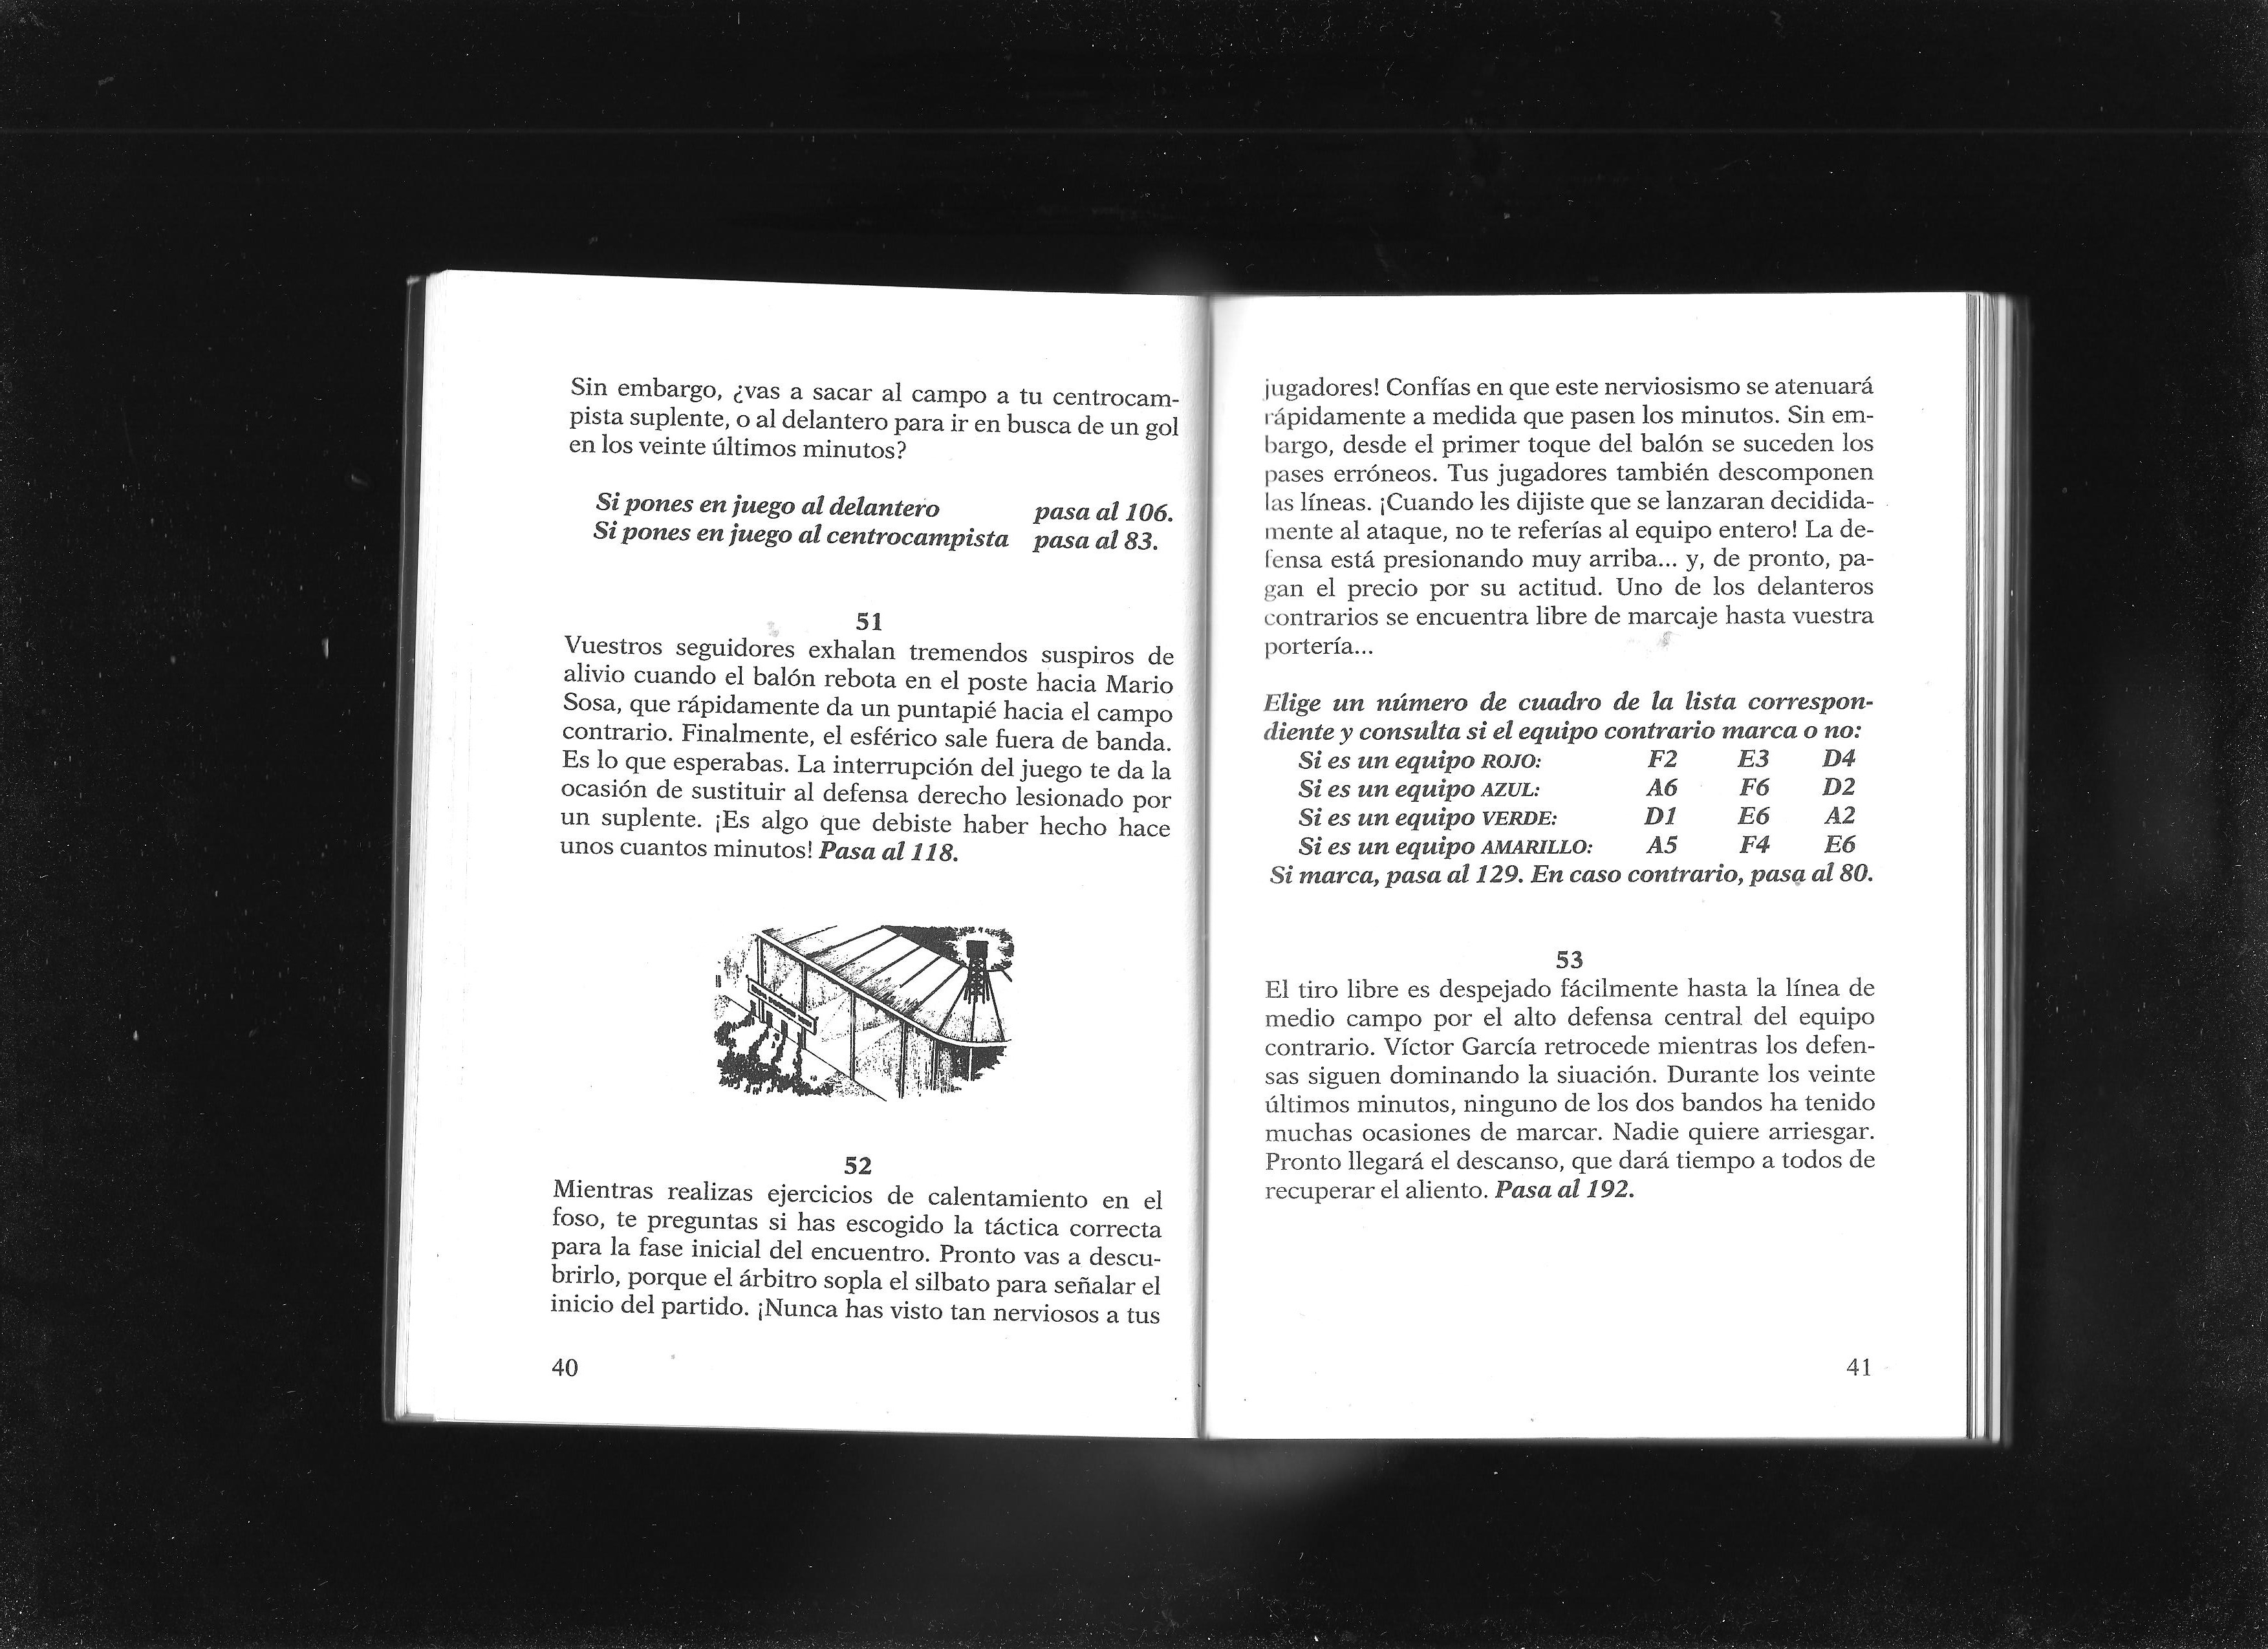 Sin embargo, ¿vas a sacar al campo a tu centrocam-
pista suplente, o al delantero para ir en busca de un gol
en los veinte últimos minutos?
Si pones en juego al delantero pasa al 106.
Si pones en juego al centrocampista pasa al 83.
51
Vuestros seguidores exhalan tremendos suspiros de
alivio cuando el balón rebota en el poste hacia Mario
Sosa, que rápidamente da un puntapié hacia el campo
contrario. Finalmente, el esférico sale fuera de banda.
Es lo que esperabas. La interrupción del juego te da la
ocasión de sustituir al defensa derecho lesionado por
un suplente. ¡Es algo que debiste haber hecho hace
unos cuantos minutos! Pasa al 118.
52
Mientras realizas ejercicios de calentamiento en el
foso, te preguntas si has escogido la táctica correcta
para la fase inicial del encuentro. Pronto vas a descu-
brirlo, porque el árbitro sopla el silbato para señalar el
inicio del partido. ¡Nunca has visto tan nerviosos a tus
40
jugadores! Confías en que este nerviosismo se atenuará
rápidamente a medida que pasen los minutos. Sin em-
bargo, desde el primer toque del balón se suceden los
pases erróneos. Tus jugadores también descomponen
las líneas. ¡Cuando les dijiste que se lanzaran decidida-
mente al ataque, no te referías al equipo entero! La de-
fensa está presionando muy arriba... y, de pronto, pa-
gan el precio por su actitud. Uno de los delanteros
contrarios se encuentra libre de marcaje hasta vuestra
portería...
Elige un número de cuadro de la lista correspon-
diente y consulta si el equipo contrario marca o no:
Si es un equipo ROJO: F2 E3 D4
Si es un equipo AZUL: A6 F6 D2
Si es un equipo VERDE: D1 E6 A2
Si es un equipo AMARILLO: A5 F4 E6
Si marca, pasa al 129. En caso contrario, pasa al 80.
53
El tiro libre es despejado fácilmente hasta la línea de
medio campo por el alto defensa central del equipo
contrario. Víctor García retrocede mientras los defen-
sas siguen dominando la siuación. Durante los veinte
últimos minutos, ninguno de los dos bandos ha tenido
muchas ocasiones de marcar. Nadie quiere arriesgar.
Pronto llegará el descanso, que dará tiempo a todos de
recuperar el aliento. Pasa al 192.
41